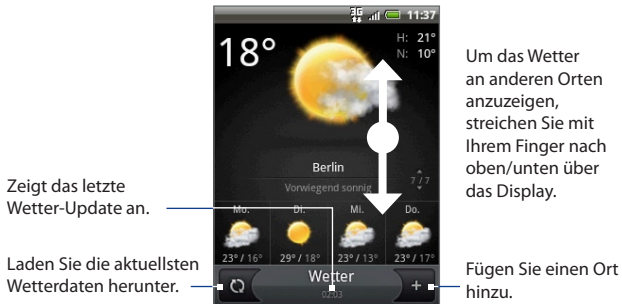 3G 11:37
18°
H: 21°
N: 10°
Um das Wetter
an anderen Orten
anzuzeigen,
streichen Sie mit
Ihrem Finger nach
oben/unten über
das Display.
Berlin
Vorwiegend sonnig
7 / 7
Zeigt das letzte
Wetter-Update an.
Mo. Di. Mi. Do.
23° / 16° 29° / 18° 23° / 13° 23° / 17°
Laden Sie die aktuellsten
Wetterdaten herunter.
Wetter
02:03
Fügen Sie einen Ort
hinzu.